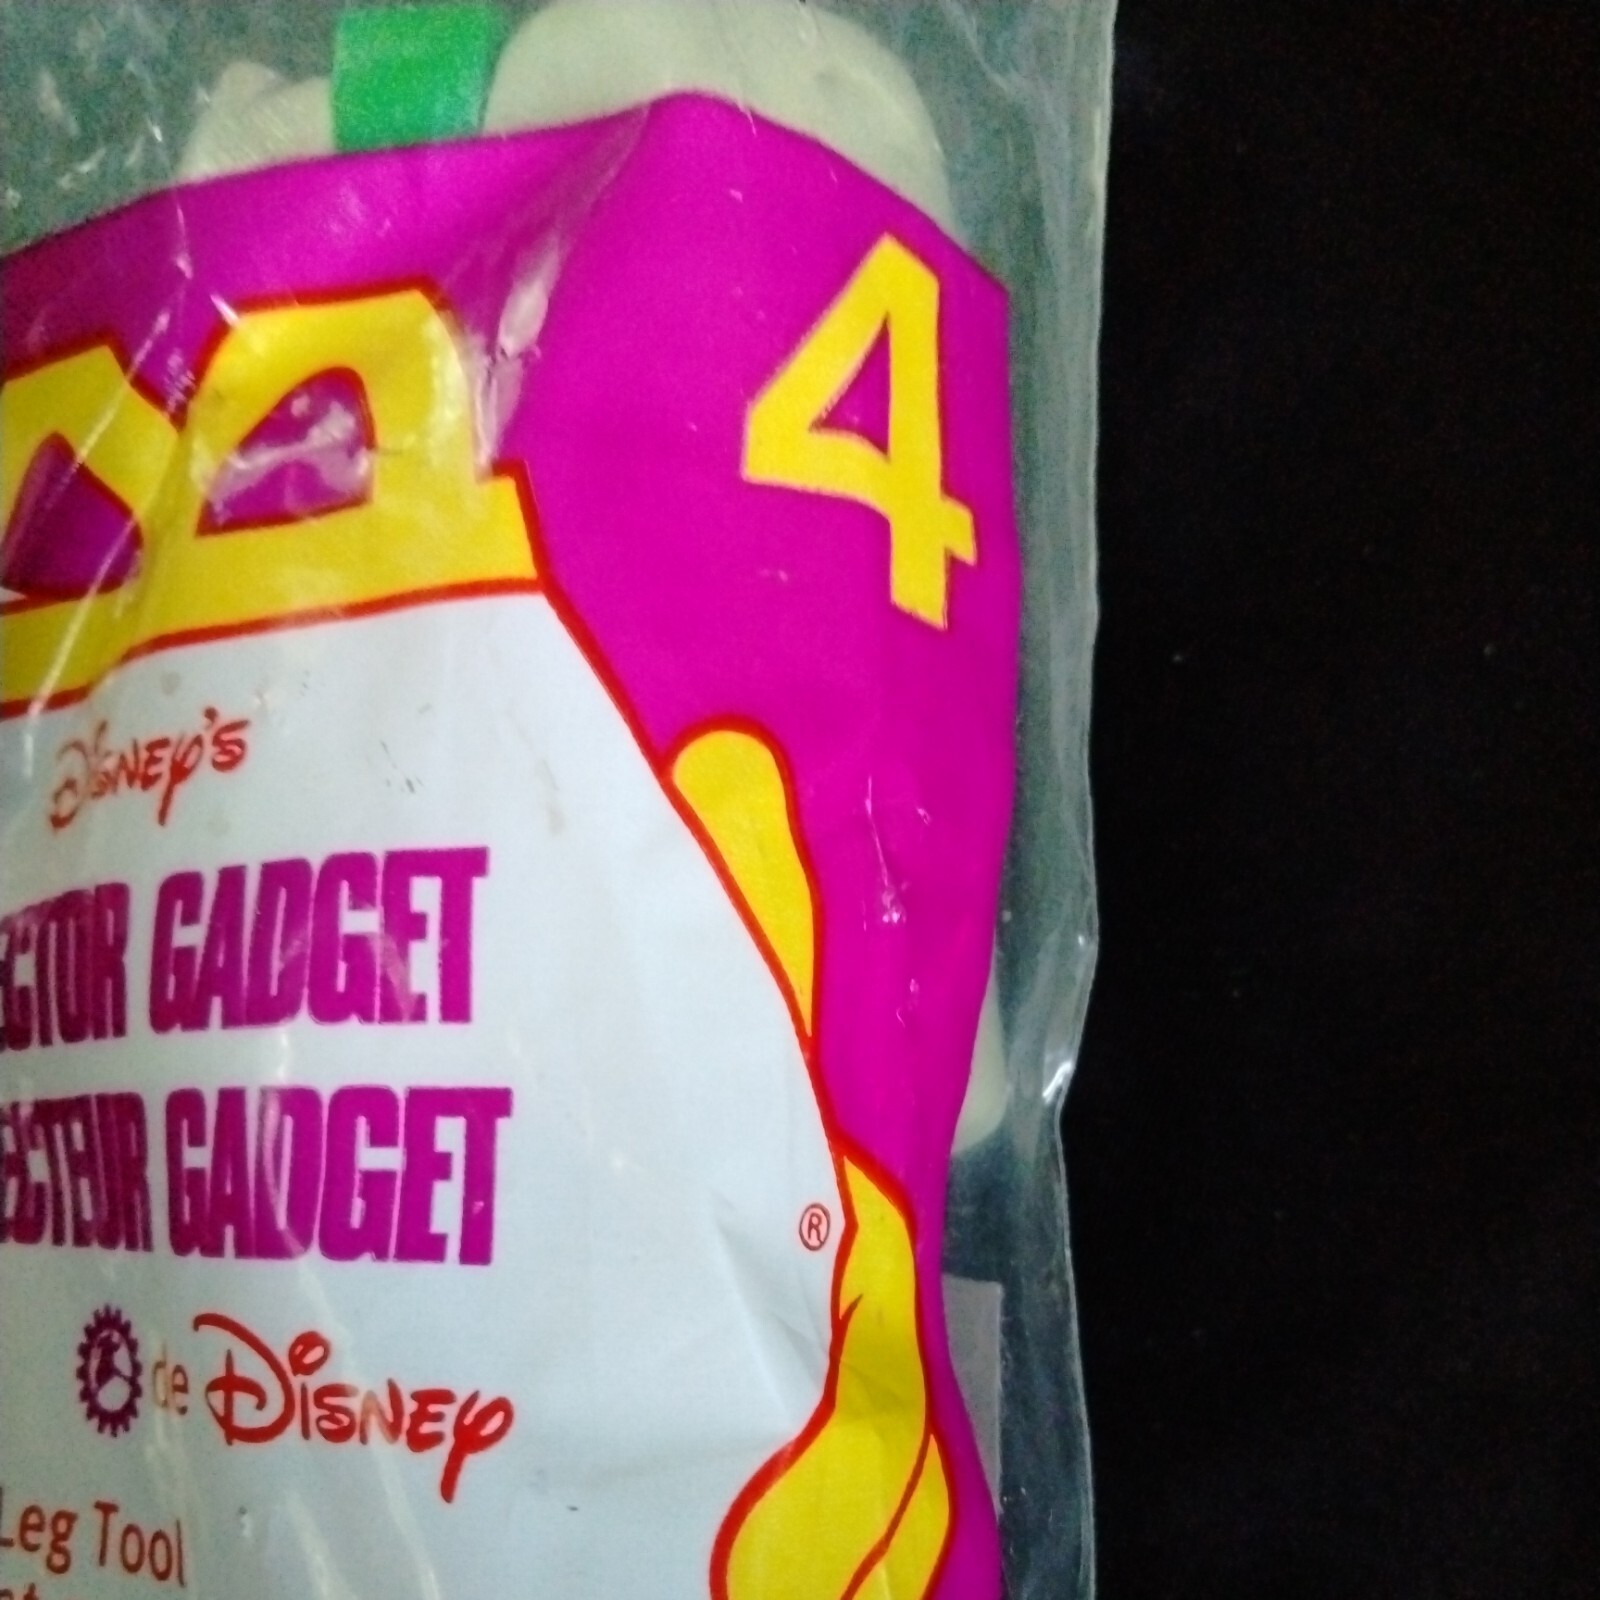 4
DISNEY'S
ECTOR GADGET
ECTEUR GADGET
®
de DISNEY
Leg Tool